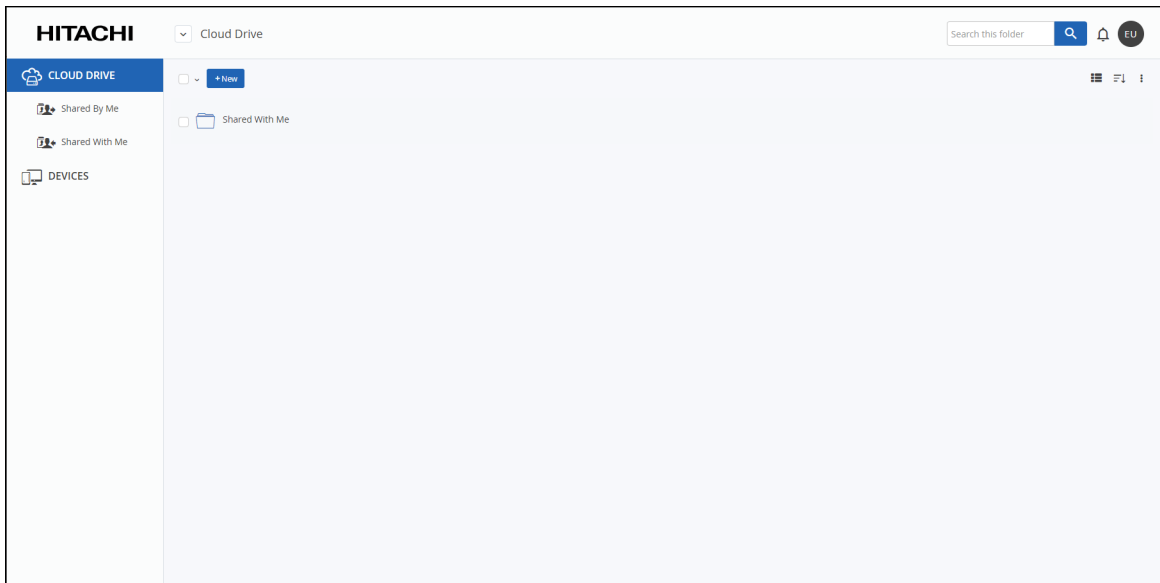 HITACHI
Cloud Drive
Search this folder
EU
CLOUD DRIVE
+ New
Shared By Me
Shared With Me
Shared With Me
DEVICES